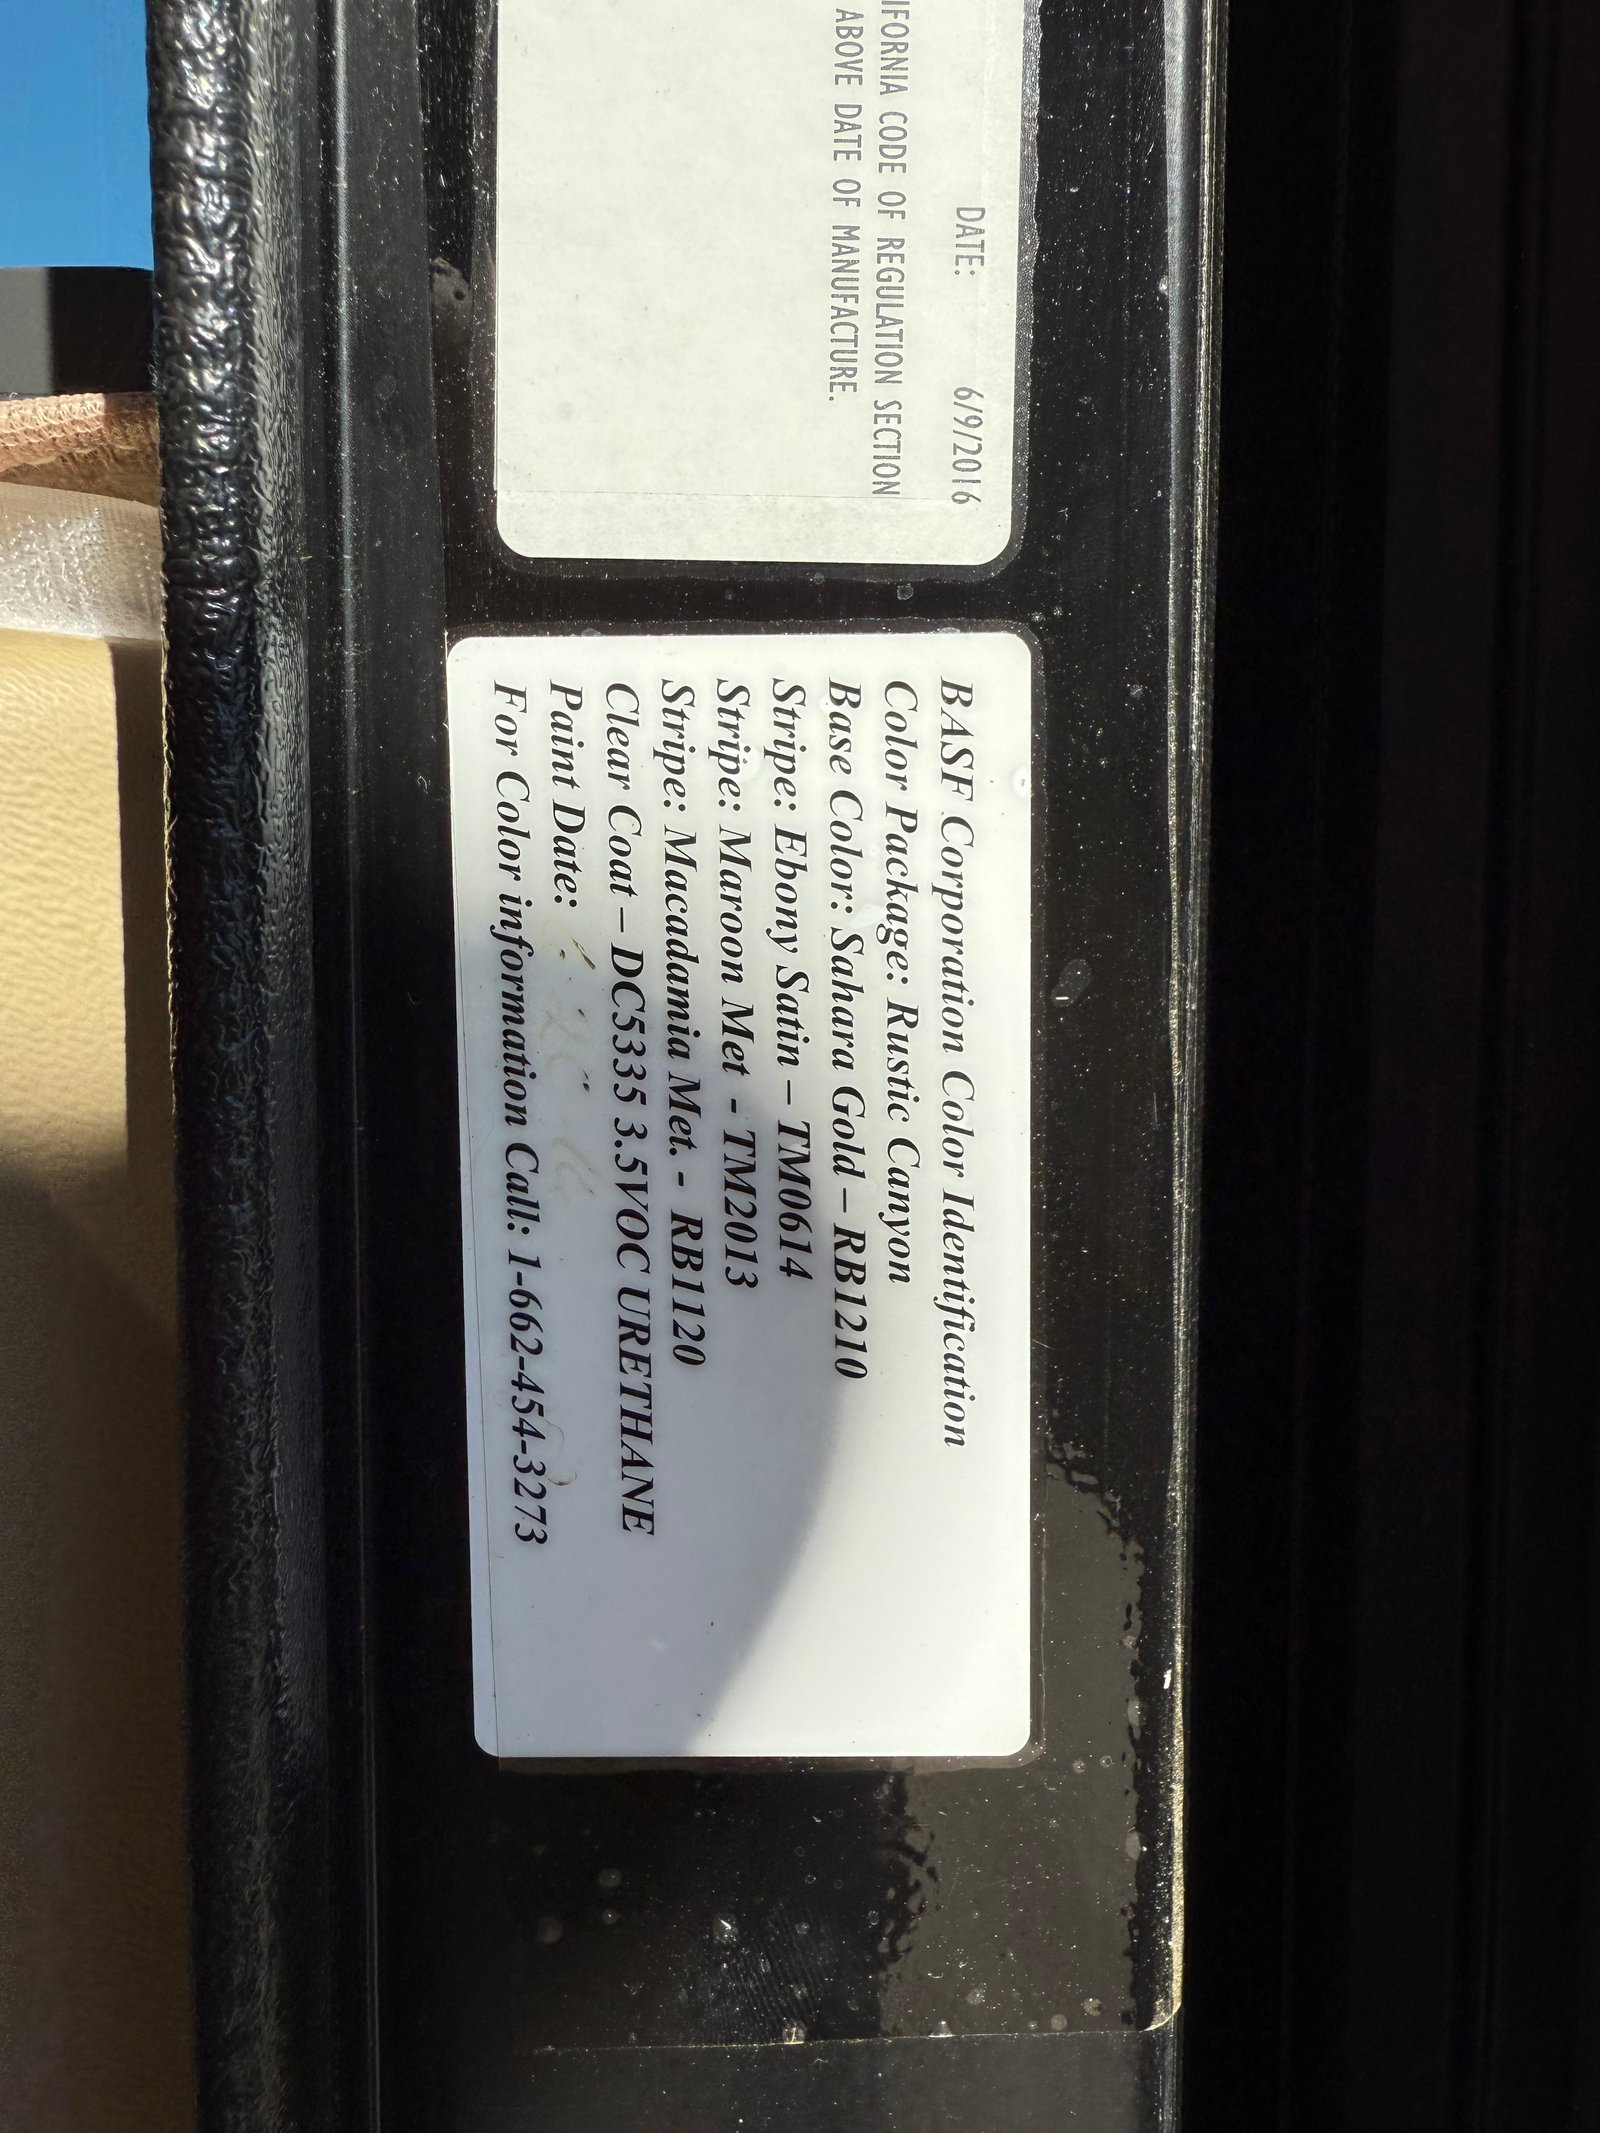 DATE: 6/9/2016
IFORNIA CODE OF REGULATION SECTION
ABOVE DATE OF MANUFACTURE.
BASF Corporation Color Identification
Color Package: Rustic Canyon
Base Color: Sahara Gold – RB1210
Stripe: Ebony Satin – TM0614
Stripe: Maroon Met - TM2013
Stripe: Macadamia Met. - RB1120
Clear Coat – DC5335 3.5VOC URETHANE
Paint Date:
For Color information Call: 1-662-454-3273